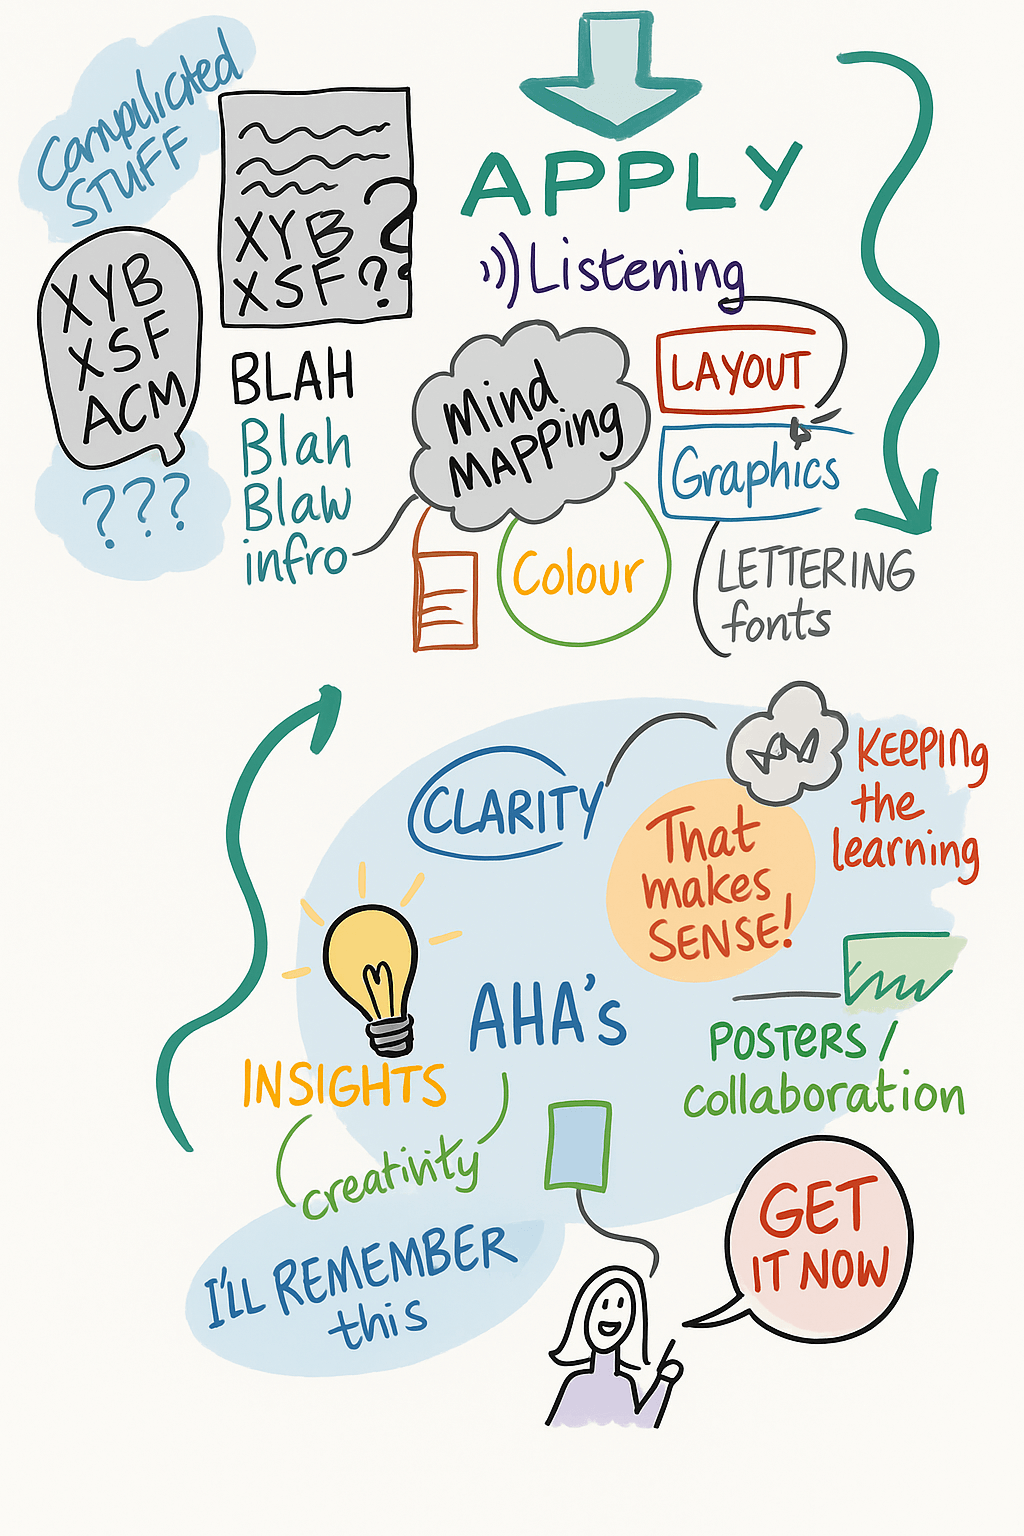 Complicted
STUFF
XYB ?
XSF ?
XYB
XSF
ACM
???
BLAH
Blah
Blaw
infro
APPLY
Listening
Mind
MAPPing
LAYOUT
Graphics
Colour
LETTERING
fonts
CLARITY
That
makes
SENSE!
KEEPINg
the
learning
AHA's
INSIGHTS
creativity
POSTERS /
collaboration
I'LL REMEMBER
this
GET
IT NOW